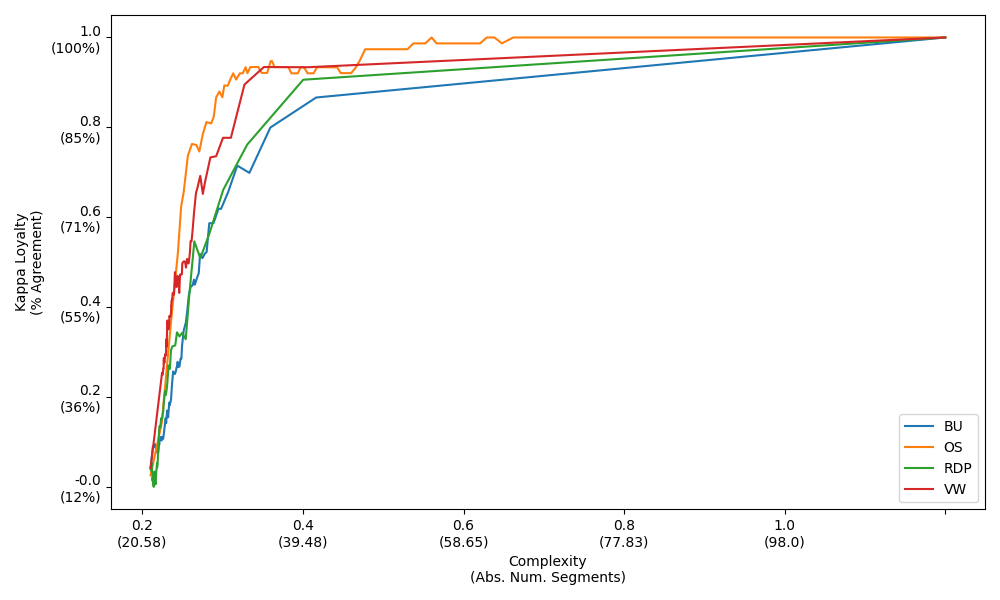 1.0
(100%)
0.8
(85%)
0.6
(71%)
0.4
(55%)
0.2
(36%)
-0.0
(12%)
Kappa Loyalty
(% Agreement)
0.2
(20.58)
0.4
(39.48)
0.6
(58.65)
0.8
(77.83)
1.0
(98.0)
Complexity
(Abs. Num. Segments)
BU
OS
RDP
VW